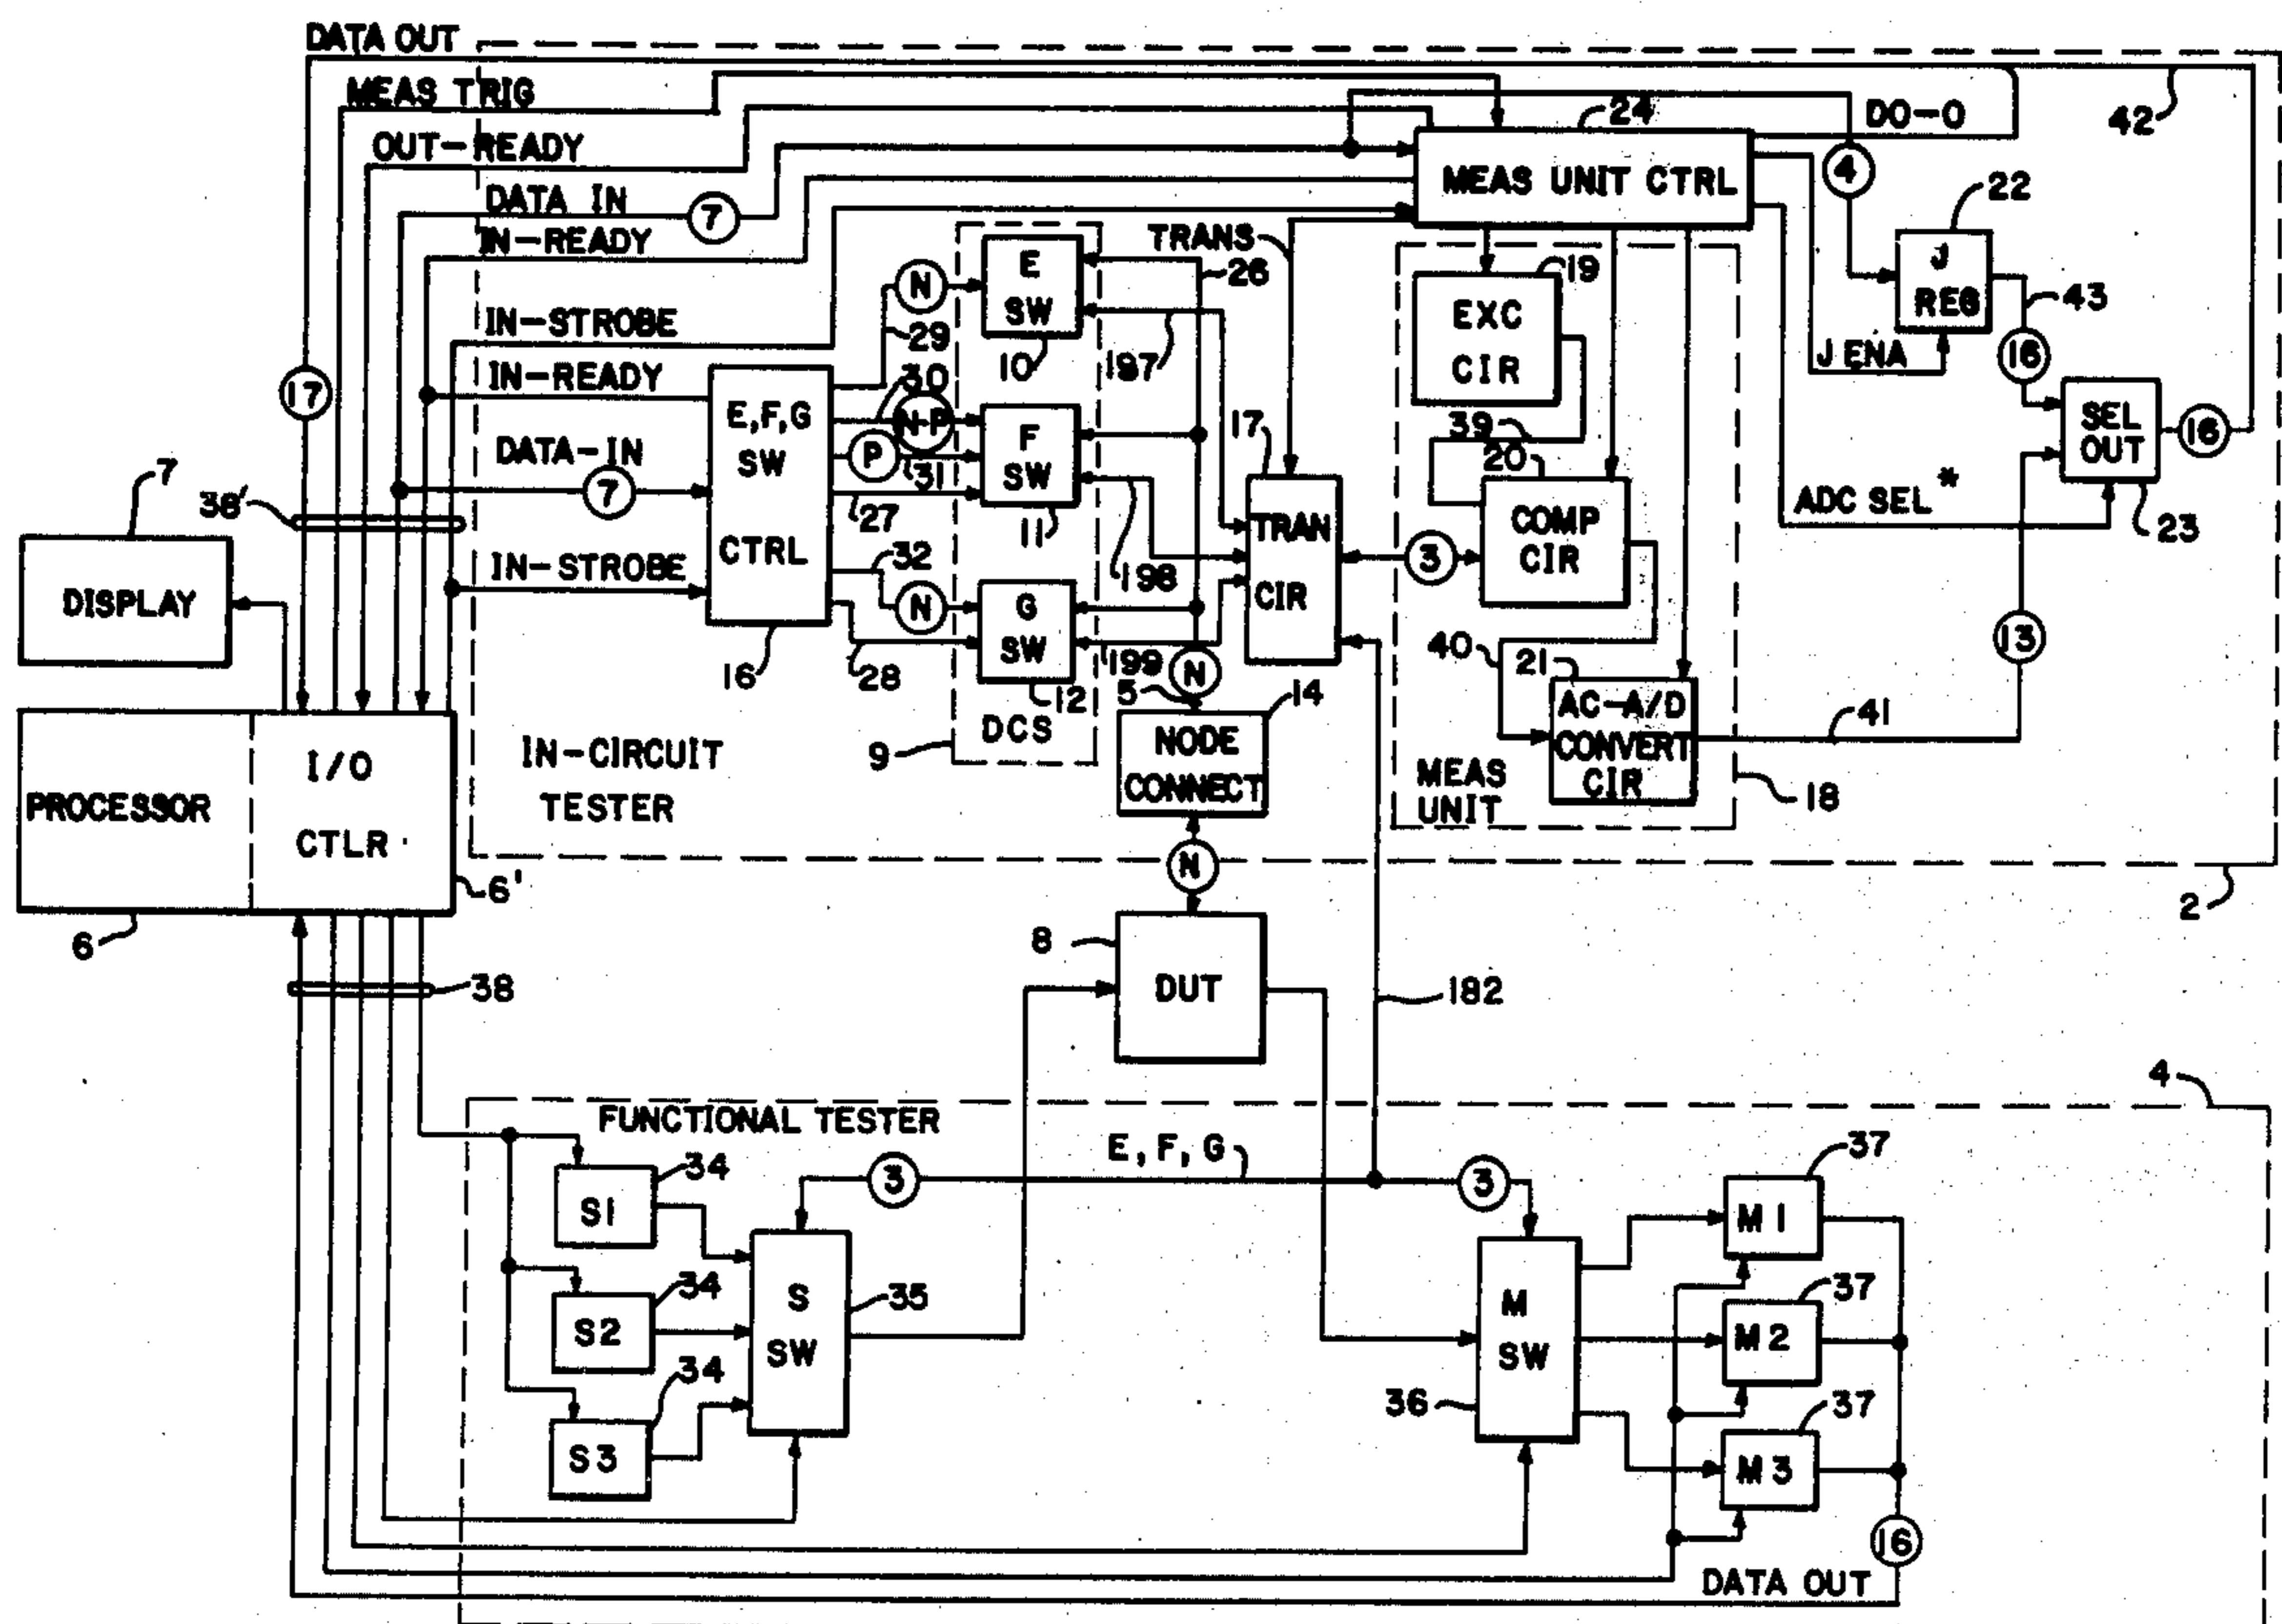 DATA OUT
MEAS TRIG
OUT-READY
DATA IN
7
IN-READY
IN-STROBE
IN-READY
DATA-IN
7
IN-STROBE
17
38'
7
DISPLAY
PROCESSOR
I/O
CTLR
6
6'
38
IN-CIRCUIT
TESTER
E,F,G
SW
CTRL
16
N
29
30
N-P
P
31
27
32
N
28
E
SW
10
F
SW
11
G
SW
12
DCS
9
TRANS
26
197
198
199
N
5
17
TRAN
CIR
NODE
CONNECT
14
N
8
DUT
182
24
MEAS UNIT CTRL
DO-O
42
4
22
J
REG
43
16
J ENA
SEL
OUT
16
23
ADC SEL *
13
19
EXC
CIR
39
20
COMP
CIR
3
40
21
AC-A/D
CONVERT
CIR
41
MEAS
UNIT
18
2
4
FUNCTIONAL TESTER
E, F, G
3
3
34
S1
34
S2
34
S3
S
SW
35
M
SW
36
37
M1
37
M2
37
M3
16
DATA OUT